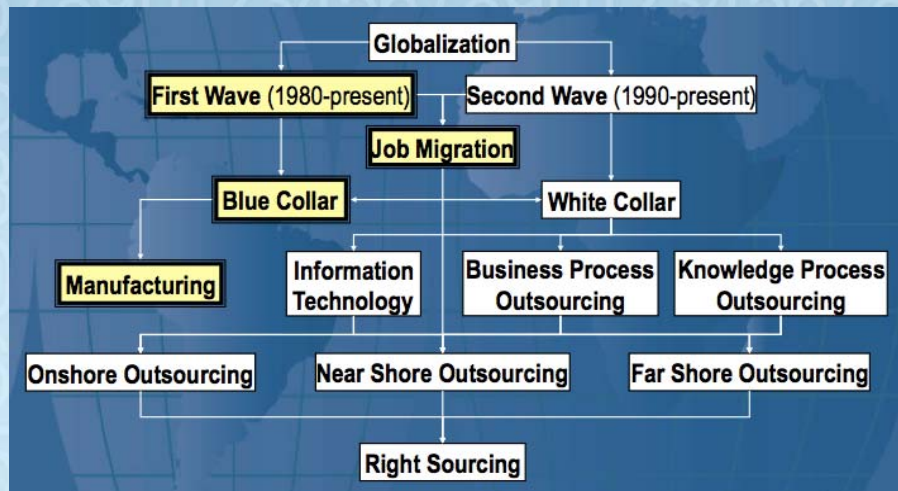 Globalization
First Wave (1980-present)
Second Wave (1990-present)
Job Migration
Blue Collar
White Collar
Manufacturing
Information
Technology
Business Process
Outsourcing
Knowledge Process
Outsourcing
Onshore Outsourcing
Near Shore Outsourcing
Far Shore Outsourcing
Right Sourcing